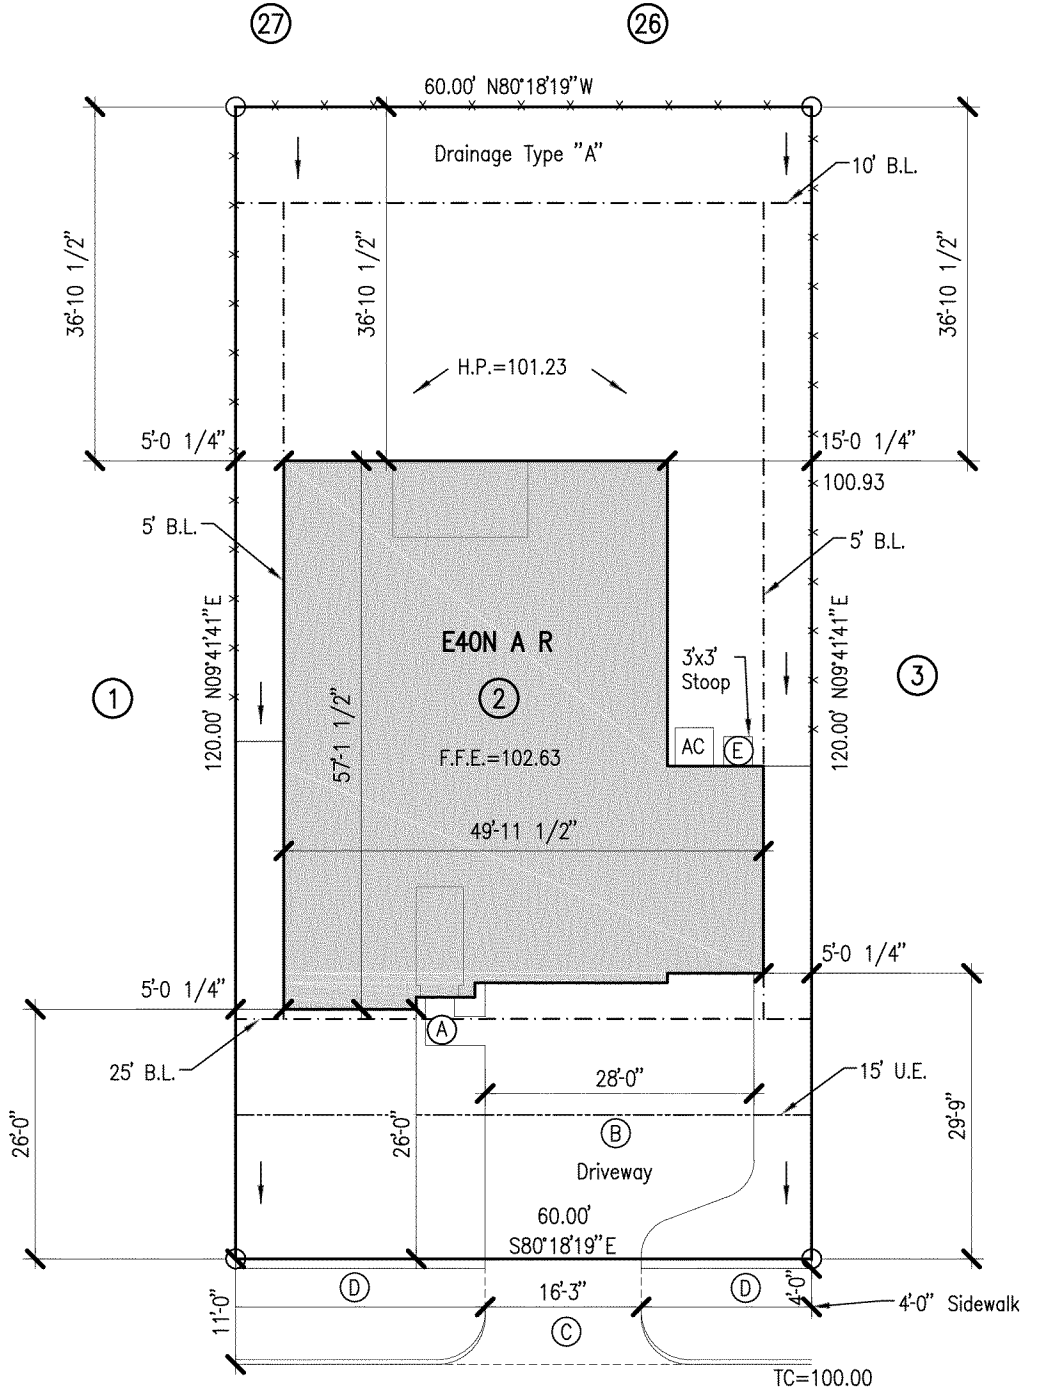 27
26
60.00' N80°18'19"W
Drainage Type "A"
10' B.L.
36'-10 1/2"
36'-10 1/2"
36'-10 1/2"
H.P.=101.23
5'-0 1/4"
15'-0 1/4"
100.93
5' B.L.
5' B.L.
120.00' N09°41'41"E
120.00' N09°41'41"E
E40N A R
3'x3'
Stoop
1
2
3
57'-1 1/2"
AC
E
F.F.E.=102.63
49'-11 1/2"
5'-0 1/4"
5'-0 1/4"
A
25' B.L.
15' U.E.
28'-0"
26'-0"
26'-0"
29'-9"
B
Driveway
60.00'
S80°18'19"E
D
D
16'-3"
4'-0"
11'-0"
4'-0" Sidewalk
C
TC=100.00